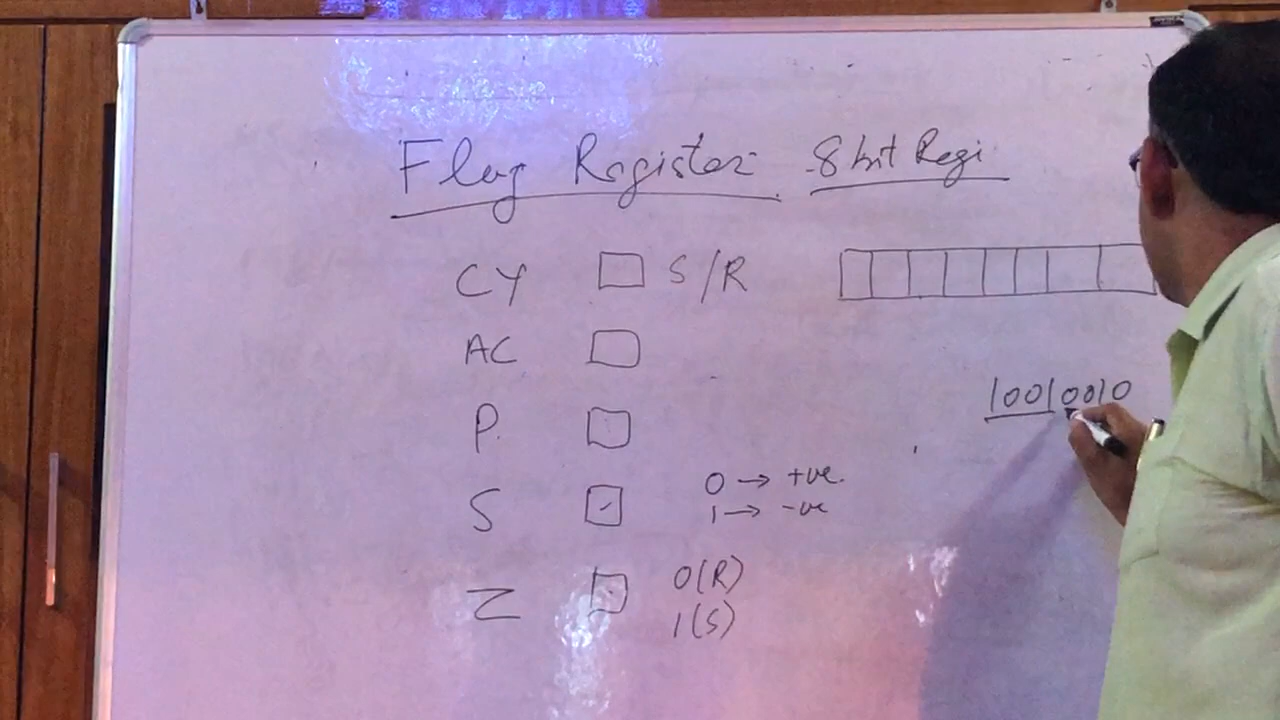 Flag Register 8 bit Regi
CY S/R
AC
P.
10010010
S 0 → +ve.
1 → -ve
Z 0(R)
1(S)